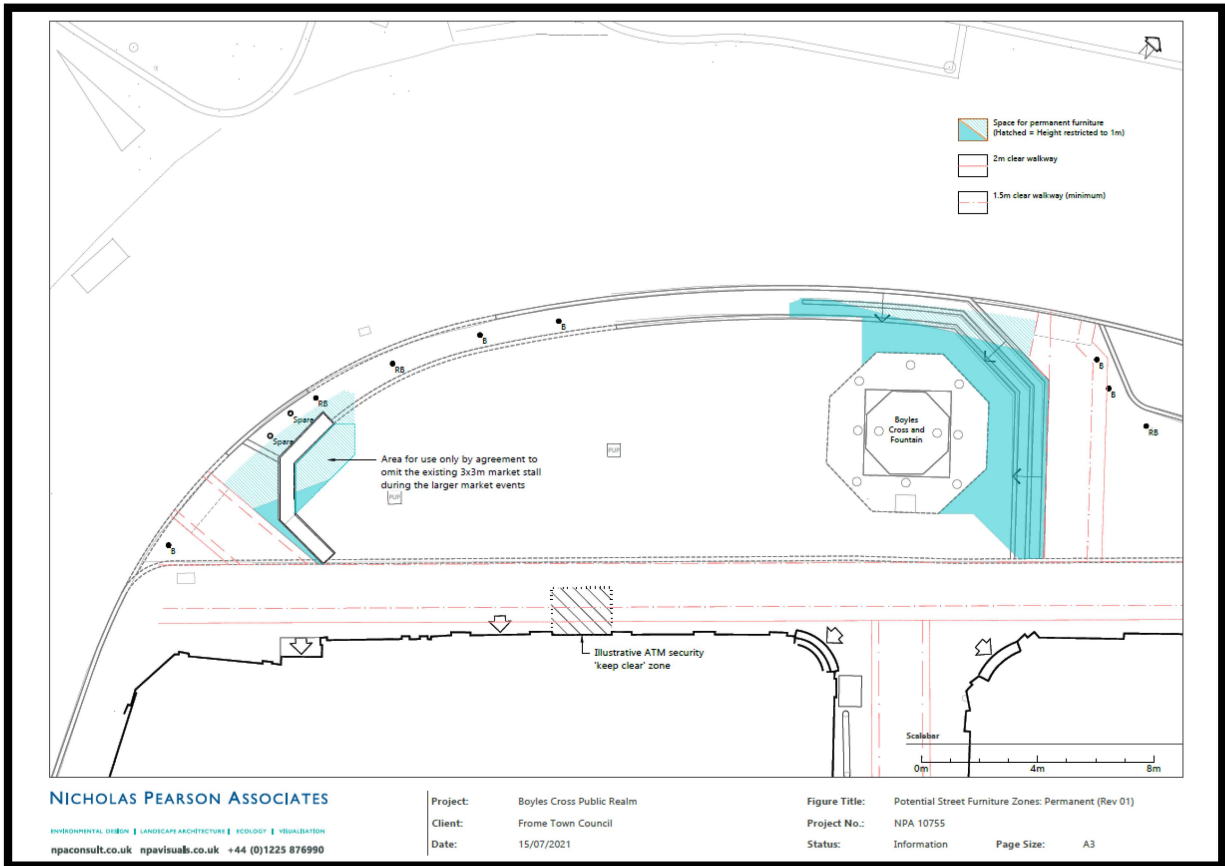 Space for permanent furniture
(Hatched = Height restricted to 1m)
2m clear walkway
1.5m clear walkway (minimum)
B
B
RB
RB
Spare
Spare
B
B
B
RB
Boyles
Cross and
Fountain
PUP
PUP
Area for use only by agreement to
omit the existing 3x3m market stall
during the larger market events
B
Illustrative ATM security
'keep clear' zone
Scalebar
0m 4m 8m
NICHOLAS PEARSON ASSOCIATES
ENVIRONMENTAL DESIGN | LANDSCAPE ARCHITECTURE | ECOLOGY | VISUALISATION
npaconsult.co.uk npavisuals.co.uk +44 (0)1225 876990
Project: Boyles Cross Public Realm
Client: Frome Town Council
Date: 15/07/2021
Figure Title: Potential Street Furniture Zones: Permanent (Rev 01)
Project No.: NPA 10755
Status: Information Page Size: A3